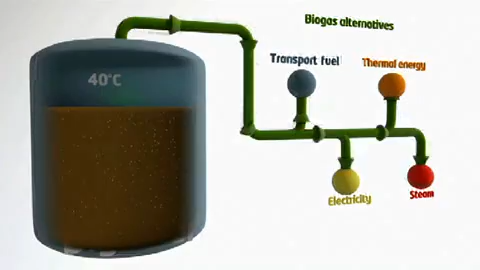 Biogas alternatives
40°C
Transport fuel
Thermal energy
Electricity
Steam